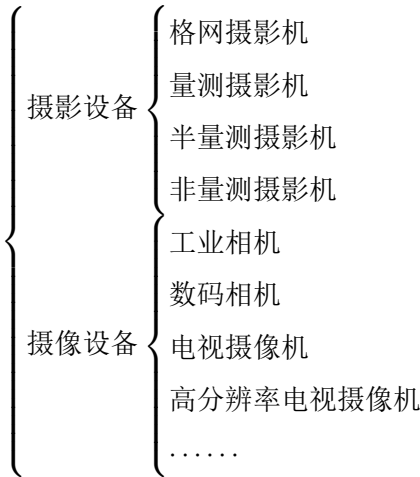 摄影设备
格网摄影机
量测摄影机
半量测摄影机
非量测摄影机
摄像设备
工业相机
数码相机
电视摄像机
高分辨率电视摄像机
......